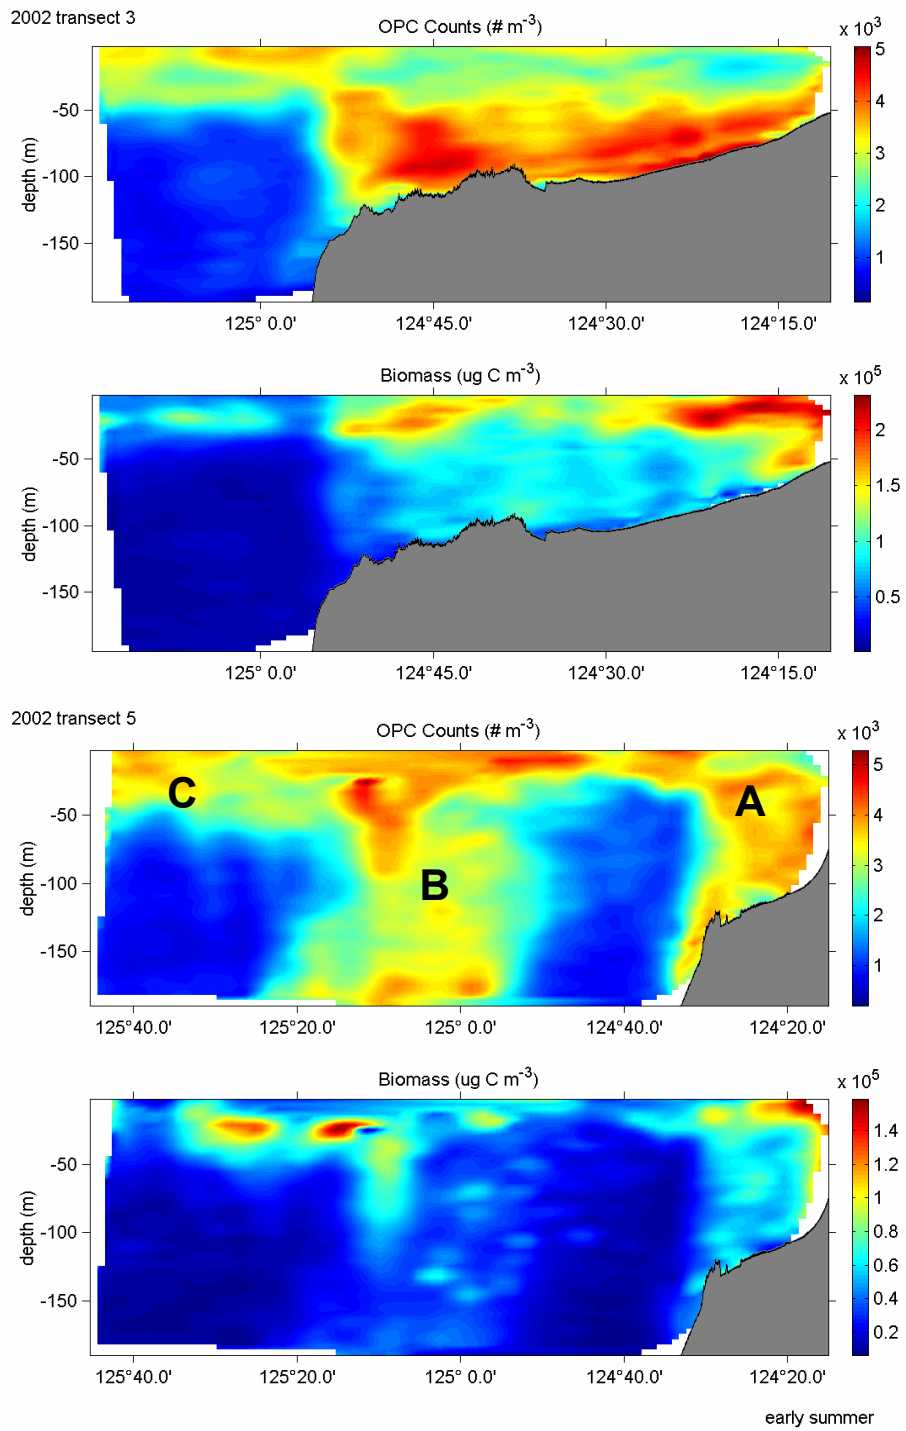 2002 transect 3
OPC Counts (# m-3)
x 103
-50
-100
-150
depth (m)
5
4
3
2
1
125° 0.0'
124°45.0'
124°30.0'
124°15.0'
Biomass (ug C m-3)
x 105
-50
-100
-150
depth (m)
2
1.5
1
0.5
125° 0.0'
124°45.0'
124°30.0'
124°15.0'
2002 transect 5
OPC Counts (# m-3)
x 103
C
A
B
-50
-100
-150
depth (m)
5
4
3
2
1
125°40.0'
125°20.0'
125° 0.0'
124°40.0'
124°20.0'
Biomass (ug C m-3)
x 105
-50
-100
-150
depth (m)
1.4
1.2
1
0.8
0.6
0.4
0.2
125°40.0'
125°20.0'
125° 0.0'
124°40.0'
124°20.0'
early summer